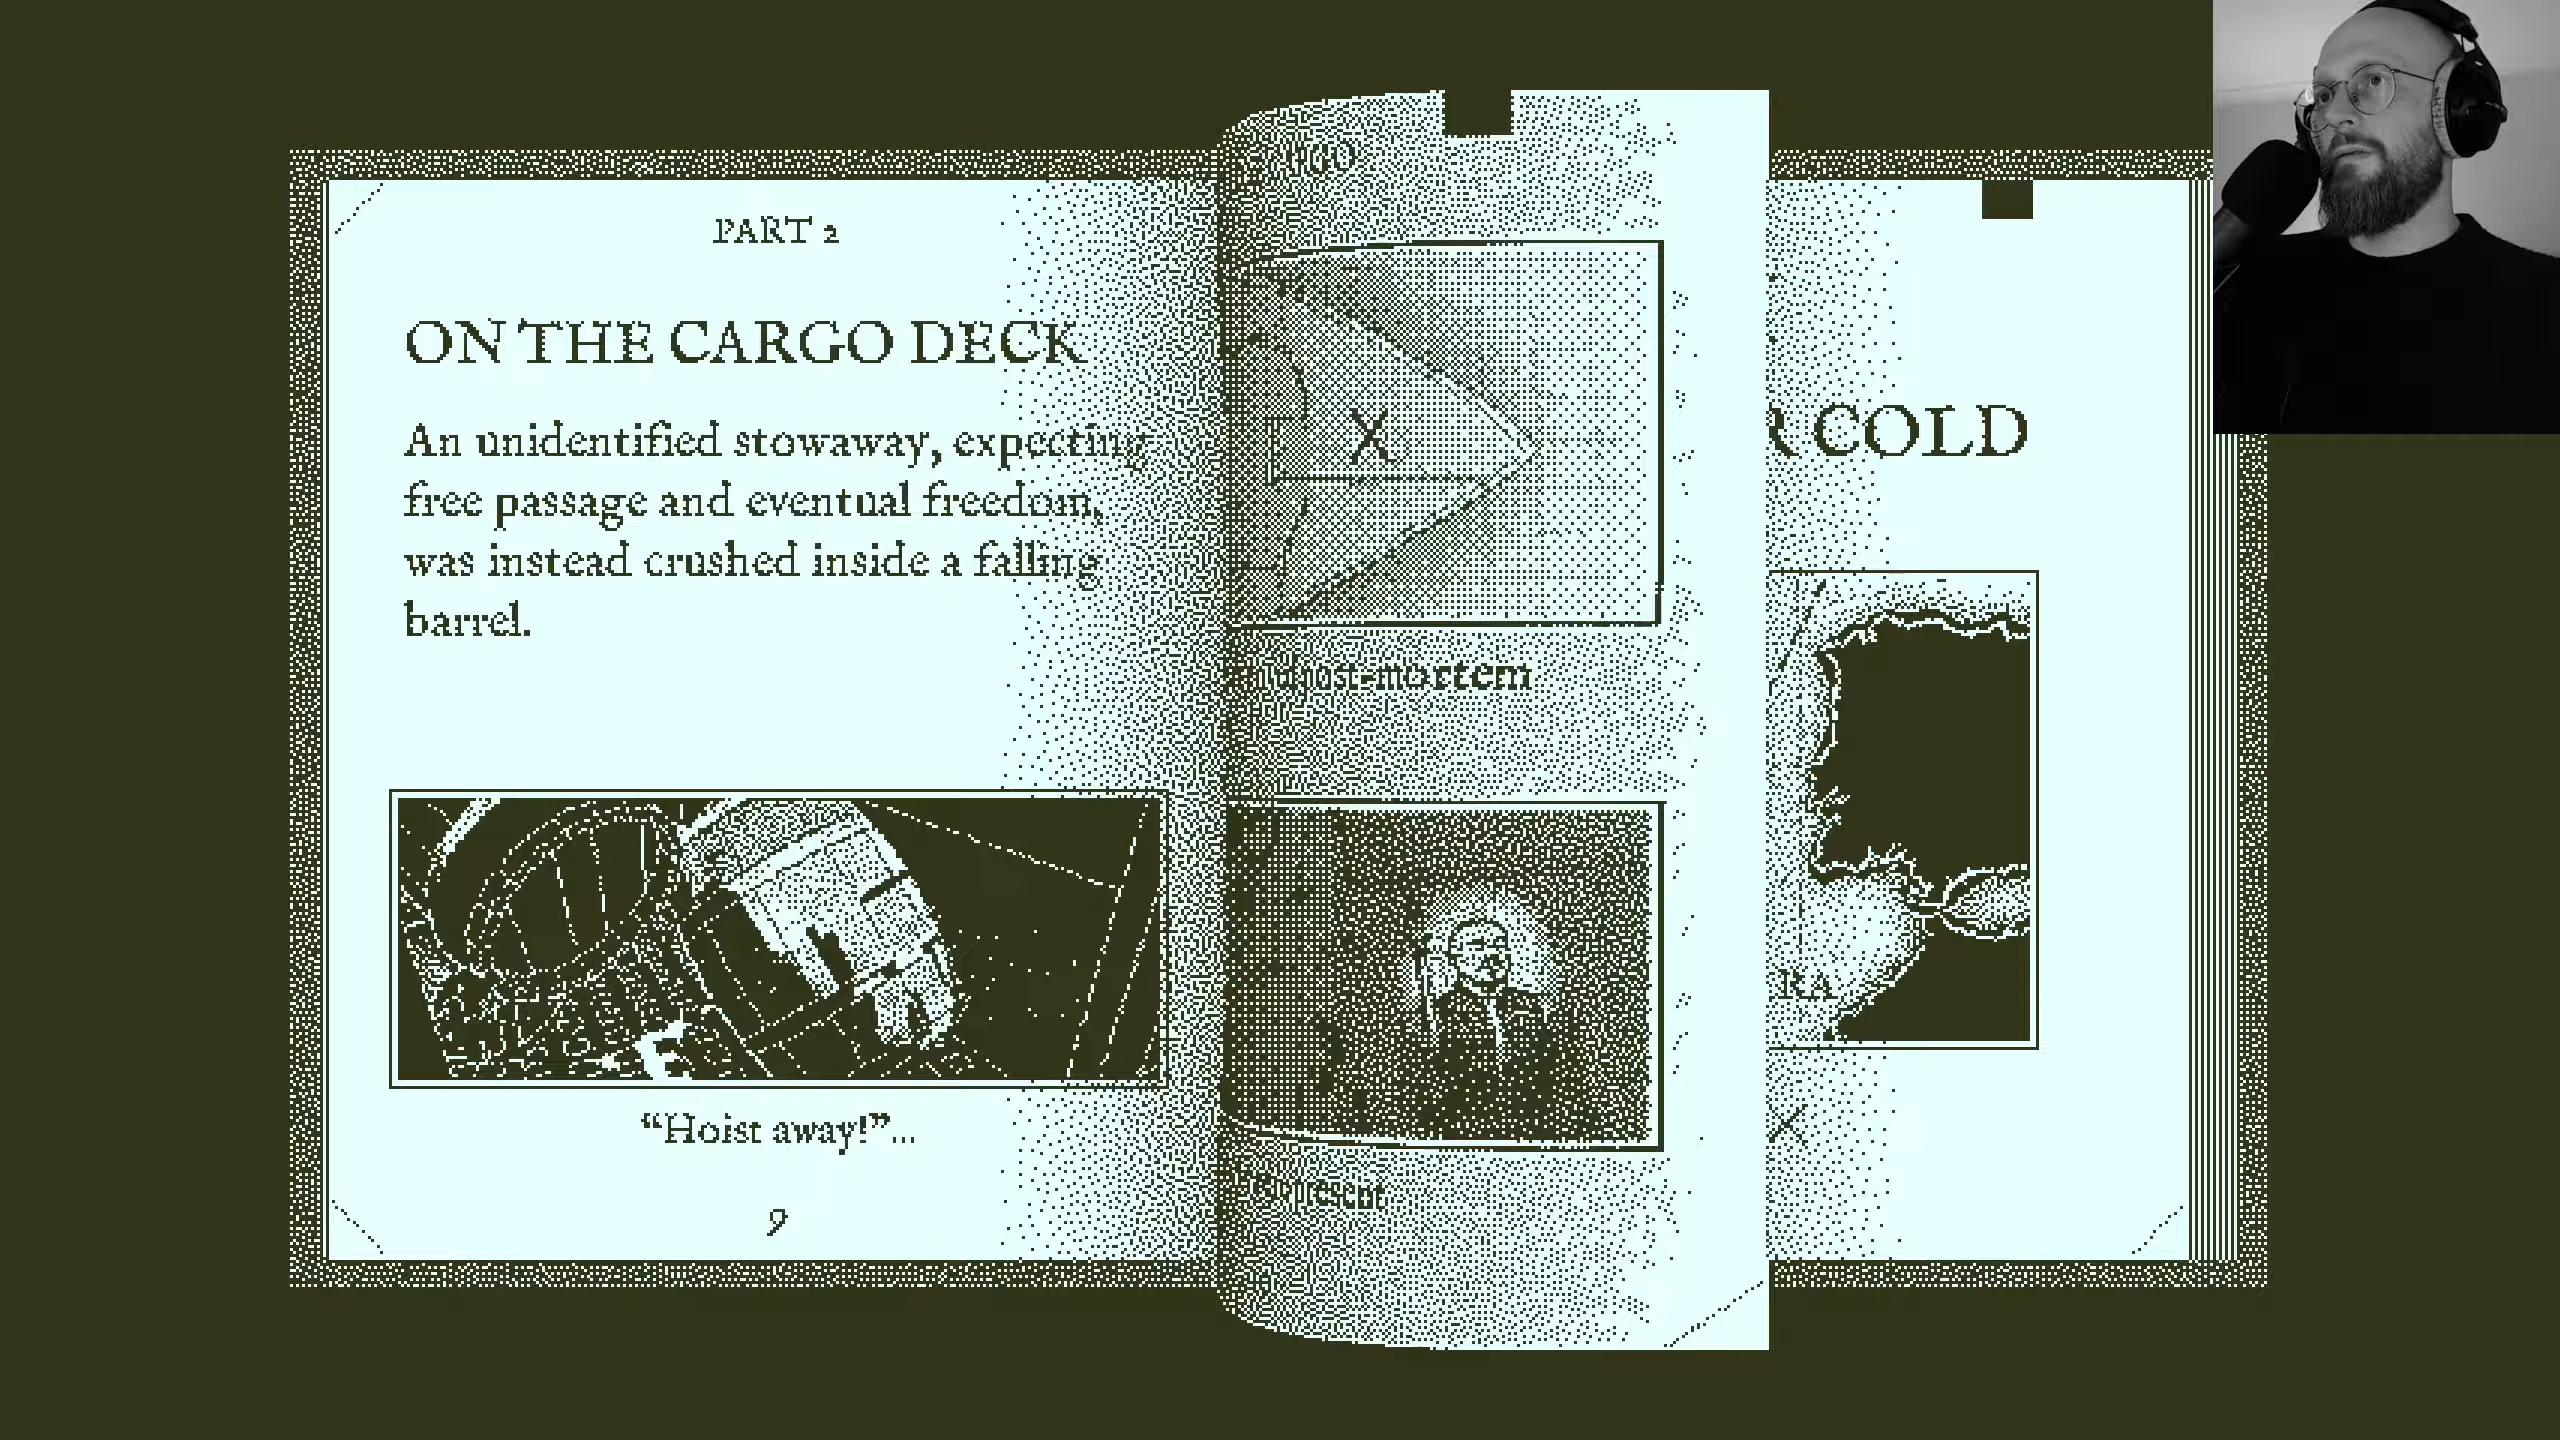 PART 2
ON THE CARGO DECK
An unidentified stowaway, expecting
free passage and eventual freedom,
was instead crushed inside a falling
barrel.
“Hoist away!”...
9
X
post-mortem
present
COLD